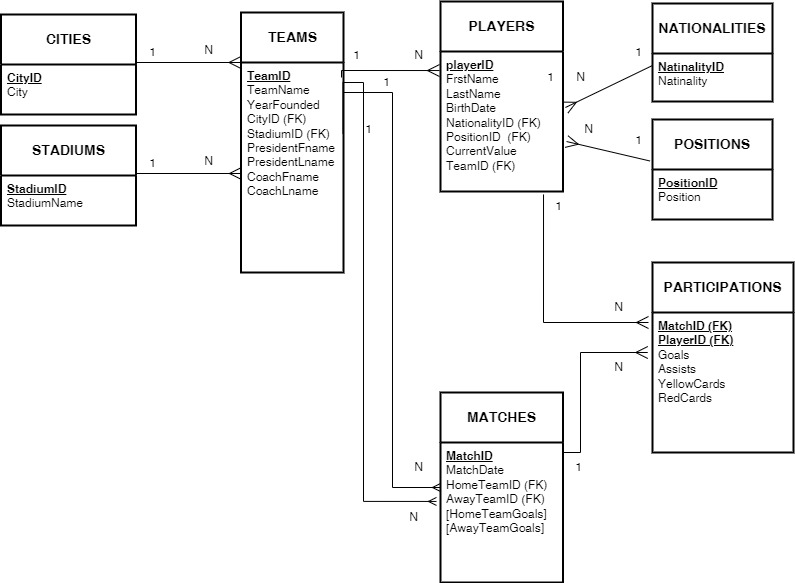 CITIES
CityID
City
STADIUMS
StadiumID
StadiumName
1
N
1
N
TEAMS
TeamID
TeamName
YearFounded
CityID (FK)
StadiumID (FK)
PresidentFname
PresidentLname
CoachFname
CoachLname
1
N
1
1
PLAYERS
playerID
FrstName
LastName
BirthDate
NationalityID (FK)
PositionID (FK)
CurrentValue
TeamID (FK)
1
N
1
N
1
NATIONALITIES
NatinalityID
Natinality
POSITIONS
PositionID
Position
1
N
PARTICIPATIONS
MatchID (FK)
PlayerID (FK)
Goals
Assists
YellowCards
RedCards
N
1
MATCHES
MatchID
MatchDate
HomeTeamID (FK)
AwayTeamID (FK)
[HomeTeamGoals]
[AwayTeamGoals]
N
N